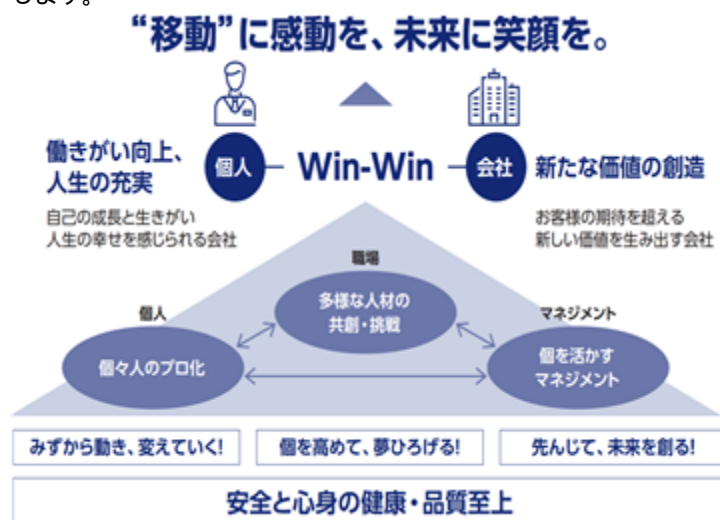 します。
“移動”に感動を、未来に笑顔を。
働きがい向上、
人生の充実
個人
Win-Win
会社
新たな価値の創造
自己の成長と生きがい
人生の幸せを感じられる会社
お客様の期待を超える
新しい価値を生み出す会社
職場
多様な人材の
共創・挑戦
個人
個々人のプロ化
マネジメント
個を活かす
マネジメント
みずから動き、変えていく!
個を高めて、夢ひろげる!
先んじて、未来を創る!
安全と心身の健康・品質至上